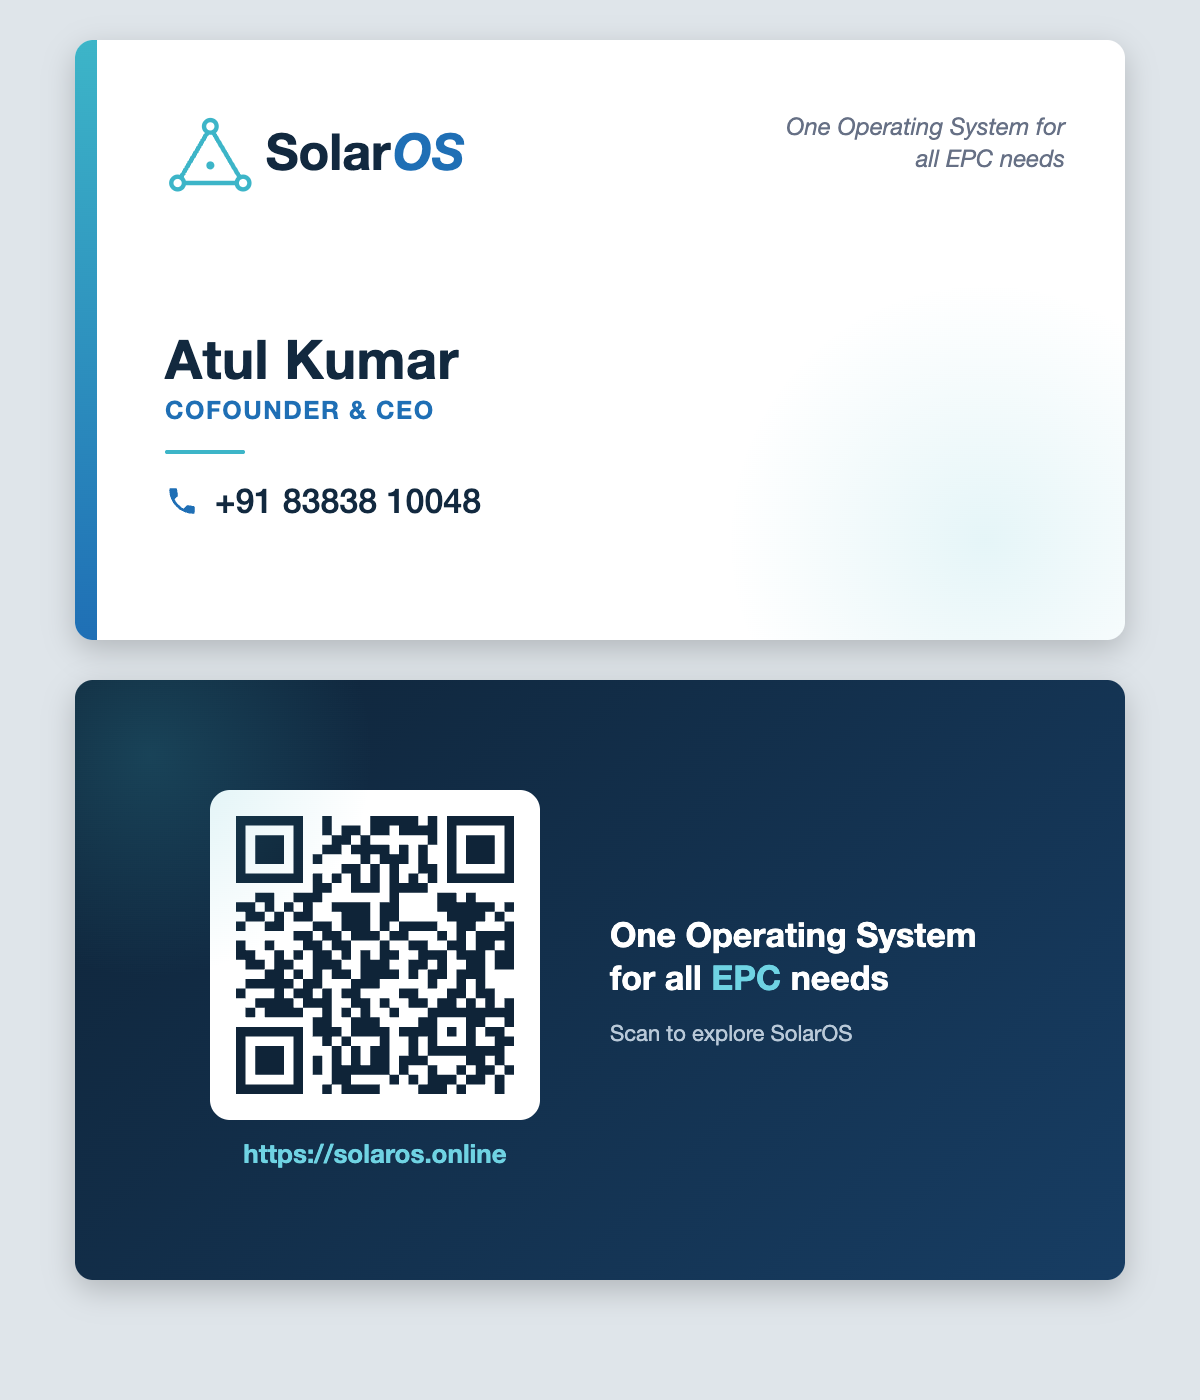 SolarOS
One Operating System for
all EPC needs
Atul Kumar
COFOUNDER & CEO
+91 83838 10048
One Operating System
for all EPC needs
Scan to explore SolarOS
https://solaros.online